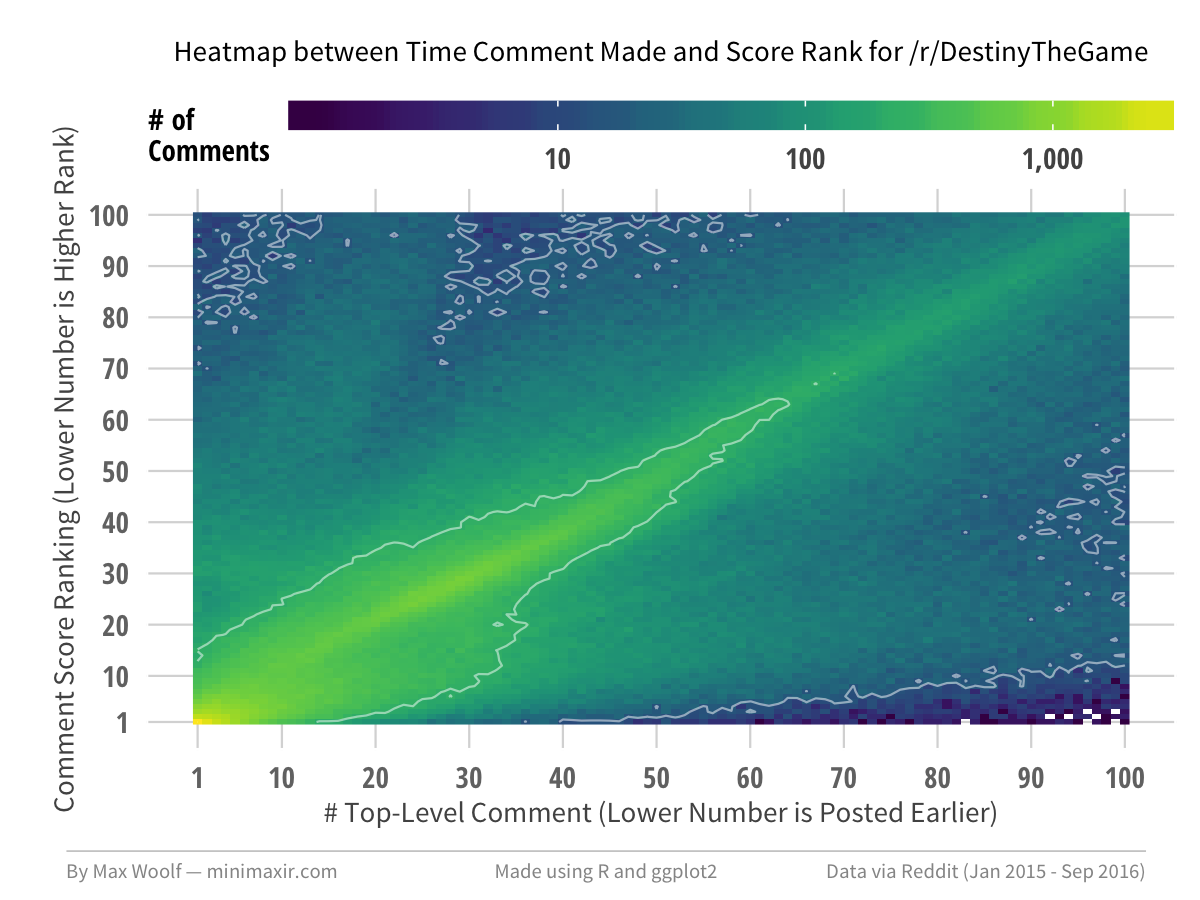 Heatmap between Time Comment Made and Score Rank for /r/DestinyTheGame
# of
Comments
10 100 1,000
Comment Score Ranking (Lower Number is Higher Rank)
100
90
80
70
60
50
40
30
20
10
1
1 10 20 30 40 50 60 70 80 90 100
# Top-Level Comment (Lower Number is Posted Earlier)
By Max Woolf — minimaxir.com
Made using R and ggplot2
Data via Reddit (Jan 2015 - Sep 2016)